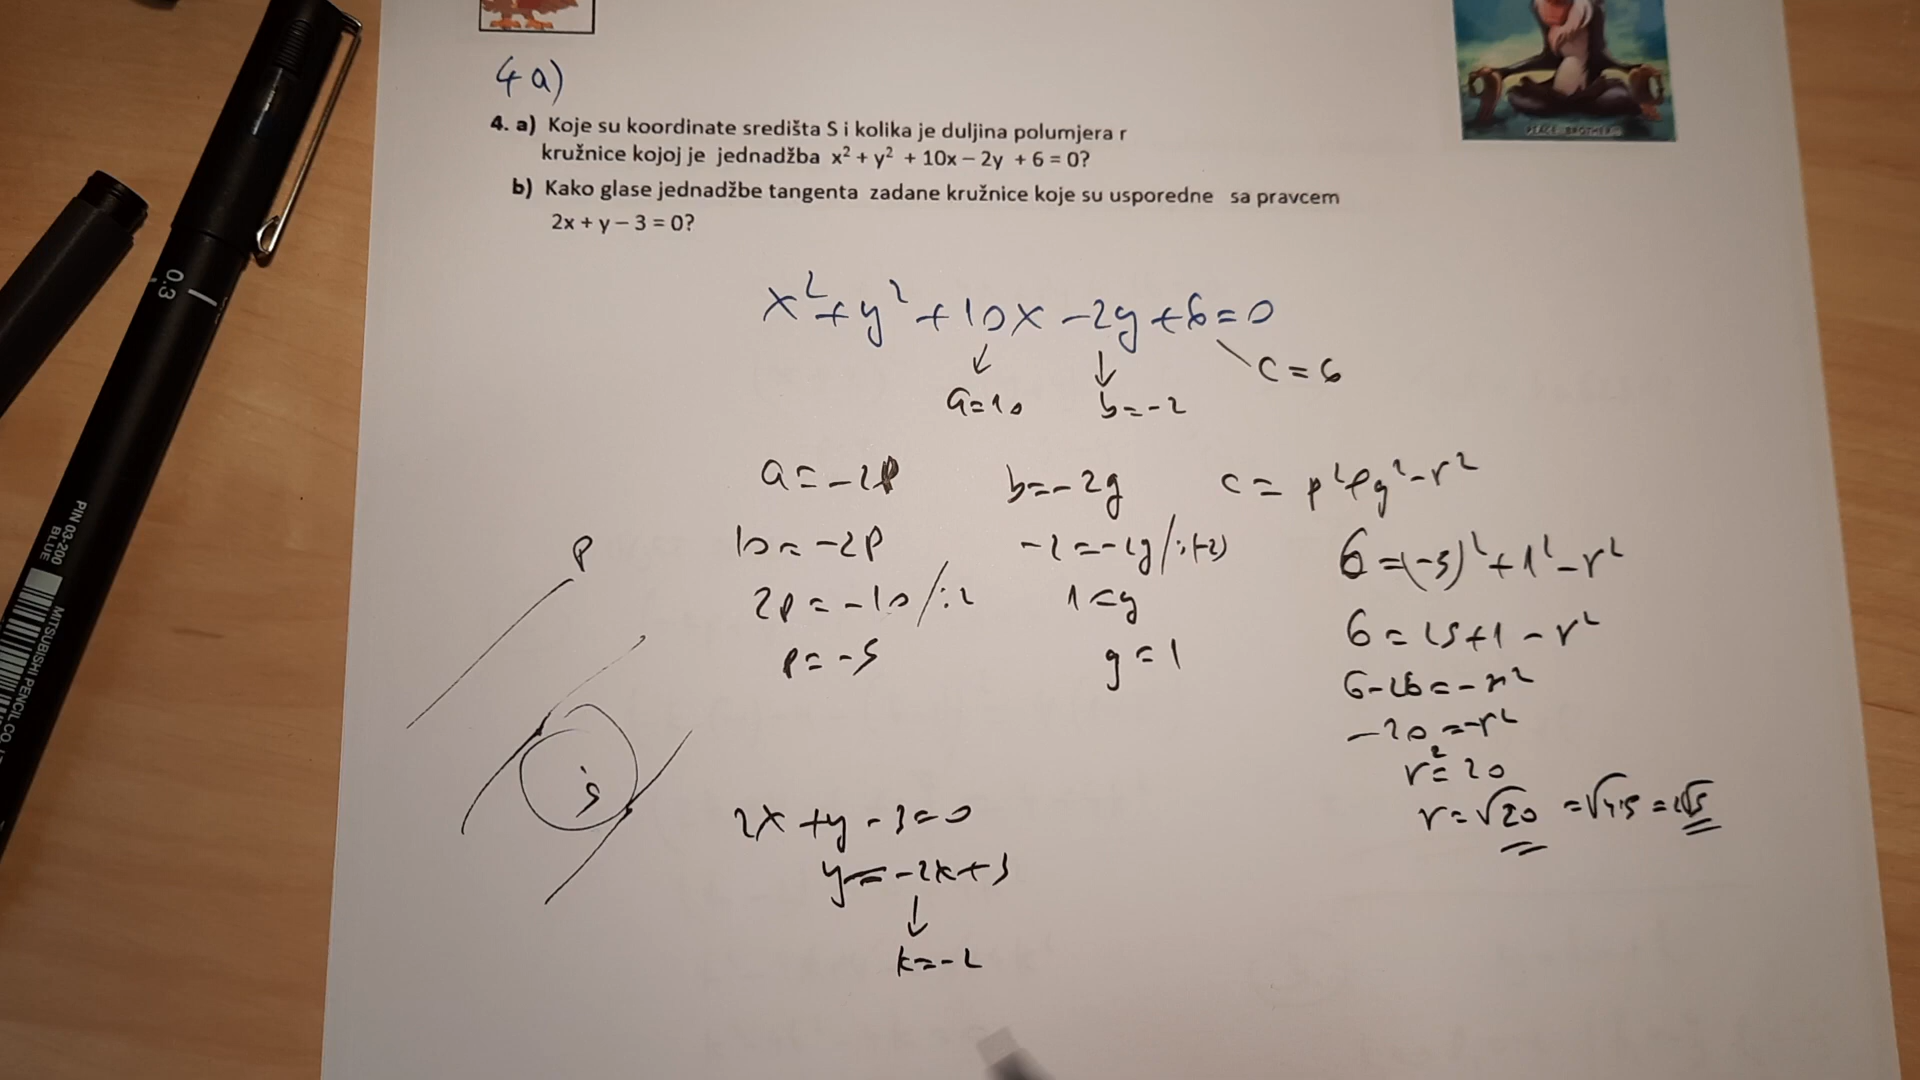 4 a)
4. a) Koje su koordinate središta S i kolika je duljina polumjera r
kružnice kojoj je jednadžba x² + y² + 10x – 2y + 6 = 0?
b) Kako glase jednadžbe tangenta zadane kružnice koje su usporedne sa pravcem
2x + y – 3 = 0?
x² + y² + 10x - 2y + 6 = 0
a=10 b=-2 c=6
a=-2p b=-2q c=p²+q²-r²
10=-2p -2=-2q/:(-2) 6=(-5)²+1²-r²
2p=-10/:2 1=q 6=25+1-r²
p=-5 q=1 6-26=-r²
-20=-r²
r²=20
r=√20 =√4·5 =2√5
P
S
2x+y-3=0
y=-2x+3
k=-2
PEACE BROTHER
0.3
PIN 03-200
BLUE
MITSUBISHI PENCIL CO.